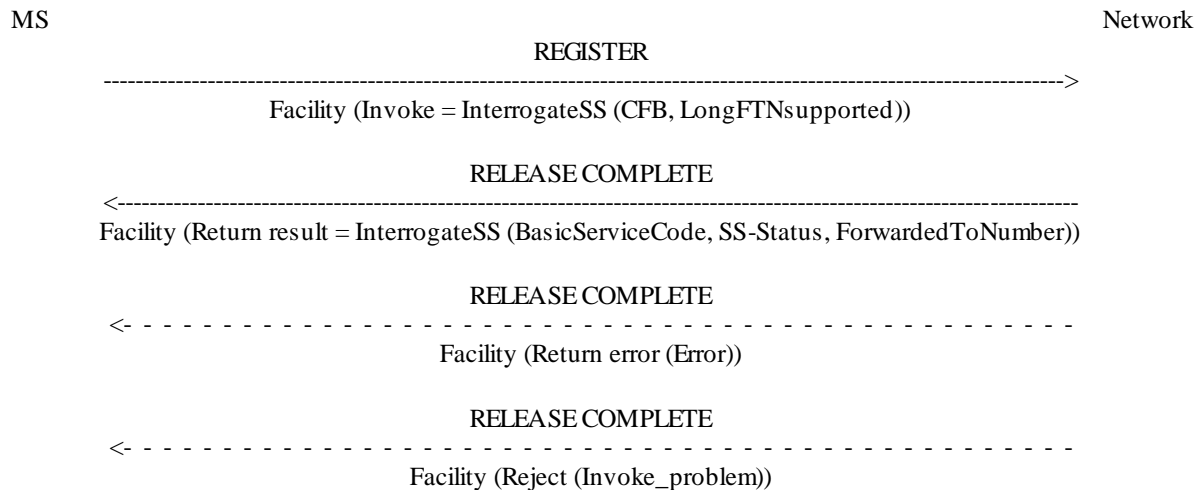 MS Network
REGISTER
------------------------------------------------------------------------------------------------------------------------>
Facility (Invoke = InterrogateSS (CFB, LongFTNsupported))
RELEASE COMPLETE
<------------------------------------------------------------------------------------------------------------------------
Facility (Return result = InterrogateSS (BasicServiceCode, SS-Status, ForwardedToNumber))
RELEASE COMPLETE
<- - - - - - - - - - - - - - - - - - - - - - - - - - - - - - - - - - - - - - - - - - - - - - - -
Facility (Return error (Error))
RELEASE COMPLETE
<- - - - - - - - - - - - - - - - - - - - - - - - - - - - - - - - - - - - - - - - - - - - - - - -
Facility (Reject (Invoke_problem))